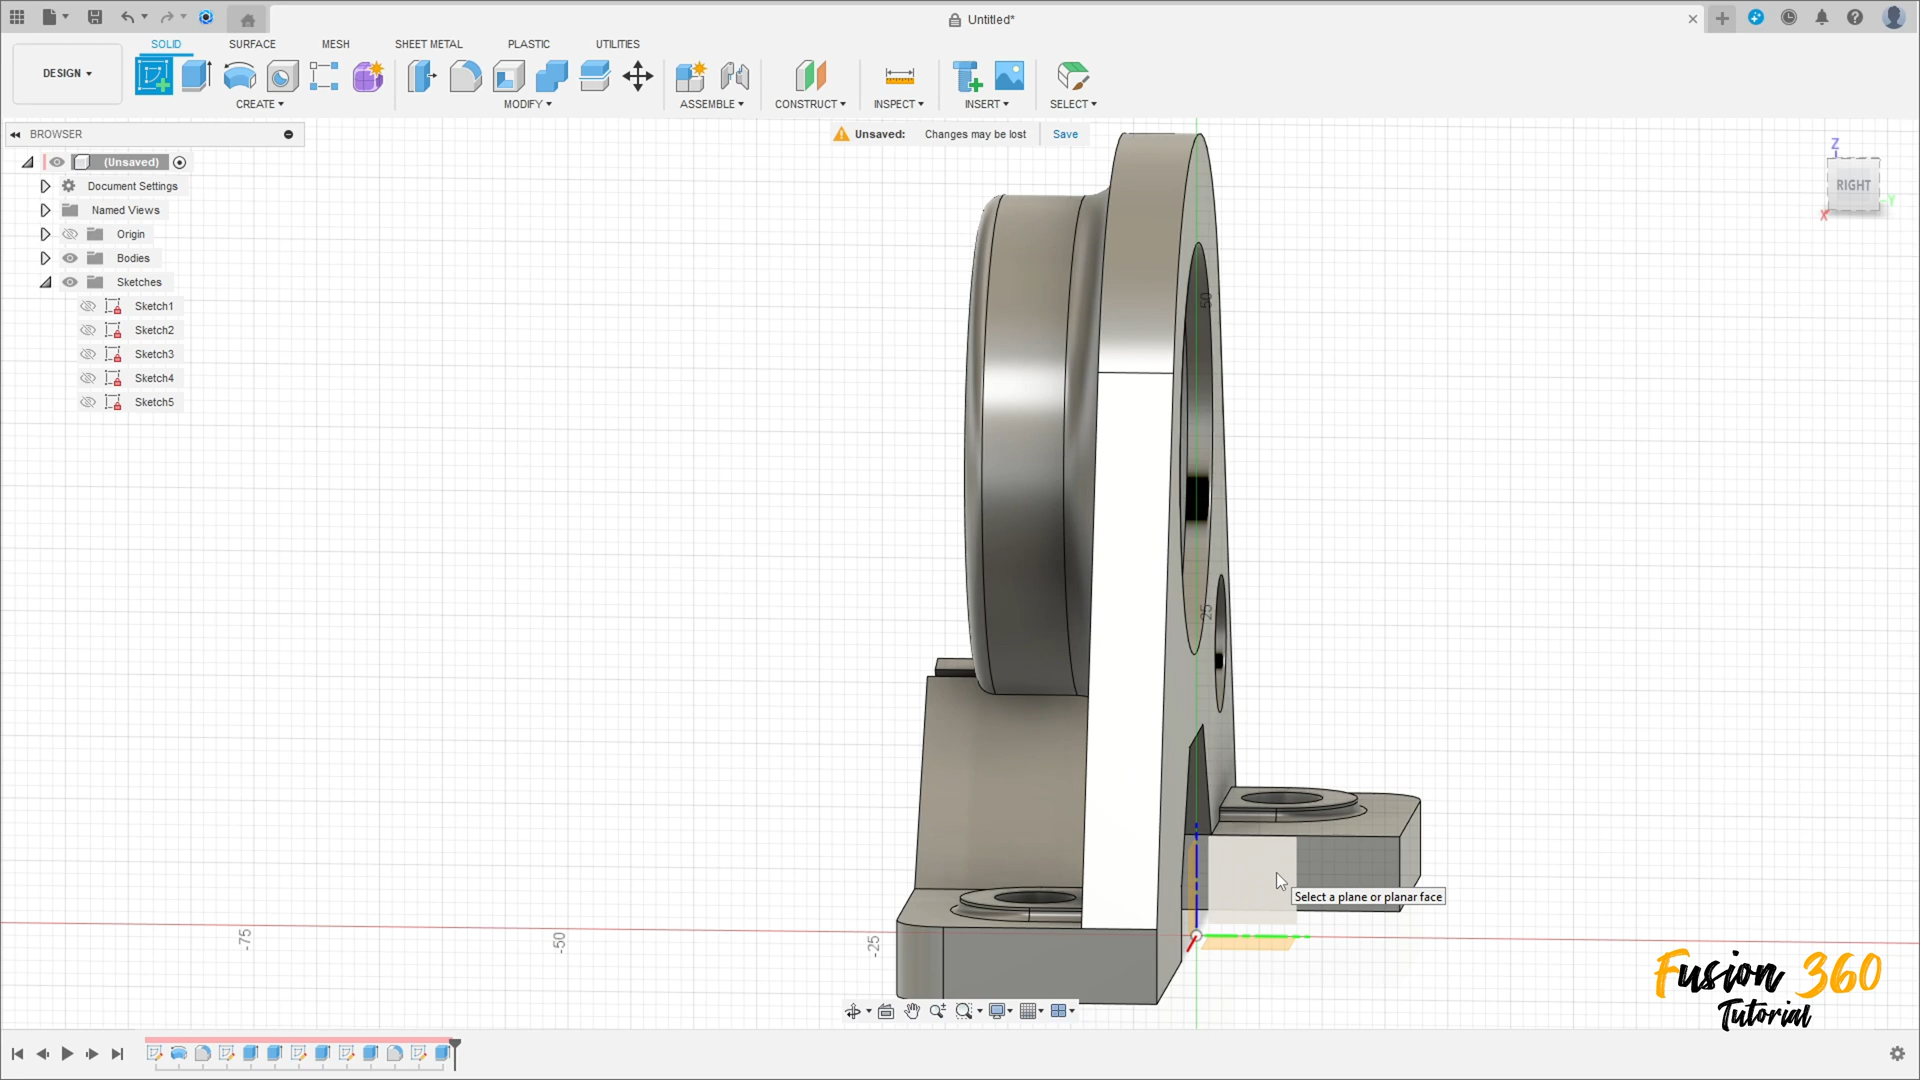 Untitled*
DESIGN
SOLID
SURFACE
MESH
SHEET METAL
PLASTIC
UTILITIES
CREATE
MODIFY
ASSEMBLE
CONSTRUCT
INSPECT
INSERT
SELECT
BROWSER
Unsaved: Changes may be lost Save
(Unsaved)
Document Settings
Named Views
Origin
Bodies
Sketches
Sketch1
Sketch2
Sketch3
Sketch4
Sketch5
Z
RIGHT
Y
X
50
25
-75
-50
-25
Select a plane or planar face
Fusion 360
Tutorial